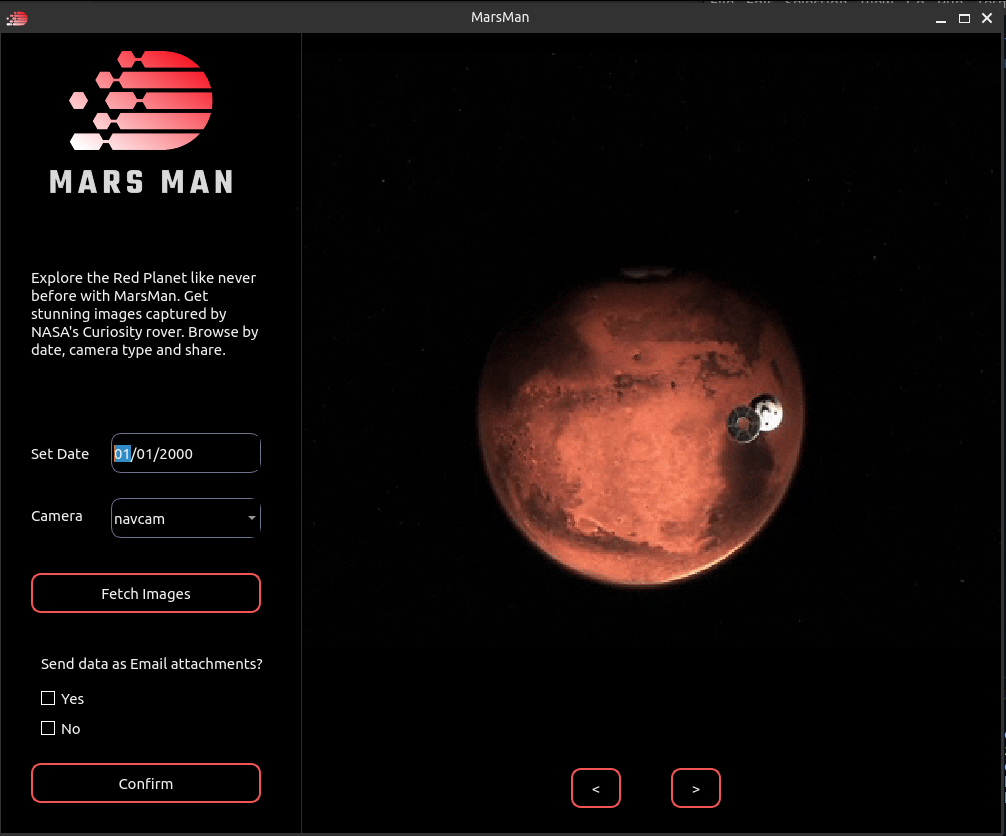 MarsMan
MARS MAN
Explore the Red Planet like never
before with MarsMan. Get
stunning images captured by
NASA's Curiosity rover. Browse by
date, camera type and share.
Set Date 01/01/2000
Camera navcam
Fetch Images
Send data as Email attachments?
Yes
No
Confirm
< >